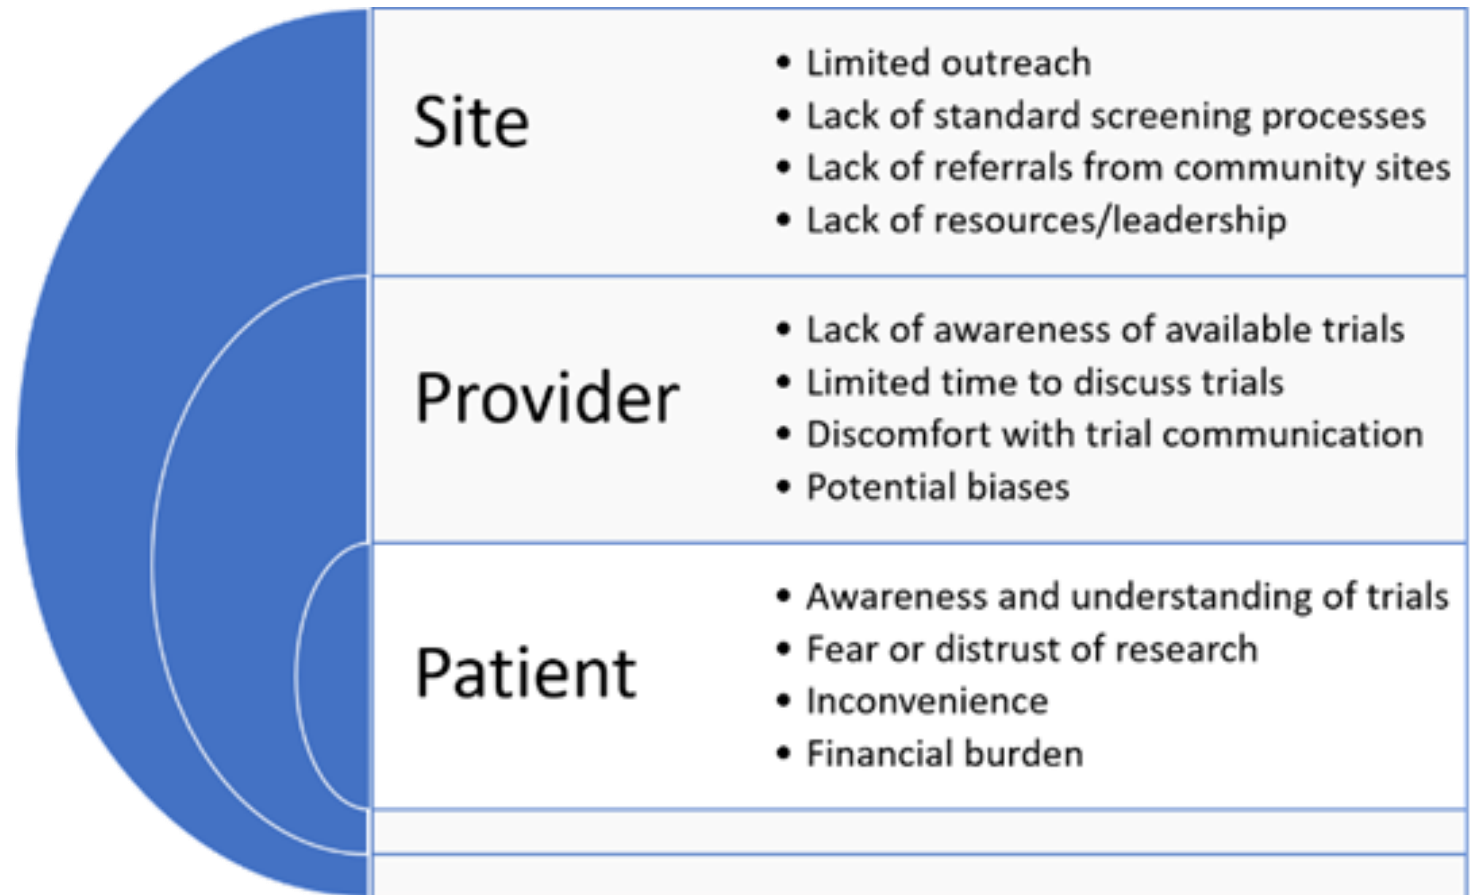 Site
• Limited outreach
• Lack of standard screening processes
• Lack of referrals from community sites
• Lack of resources/leadership
Provider
• Lack of awareness of available trials
• Limited time to discuss trials
• Discomfort with trial communication
• Potential biases
Patient
• Awareness and understanding of trials
• Fear or distrust of research
• Inconvenience
• Financial burden